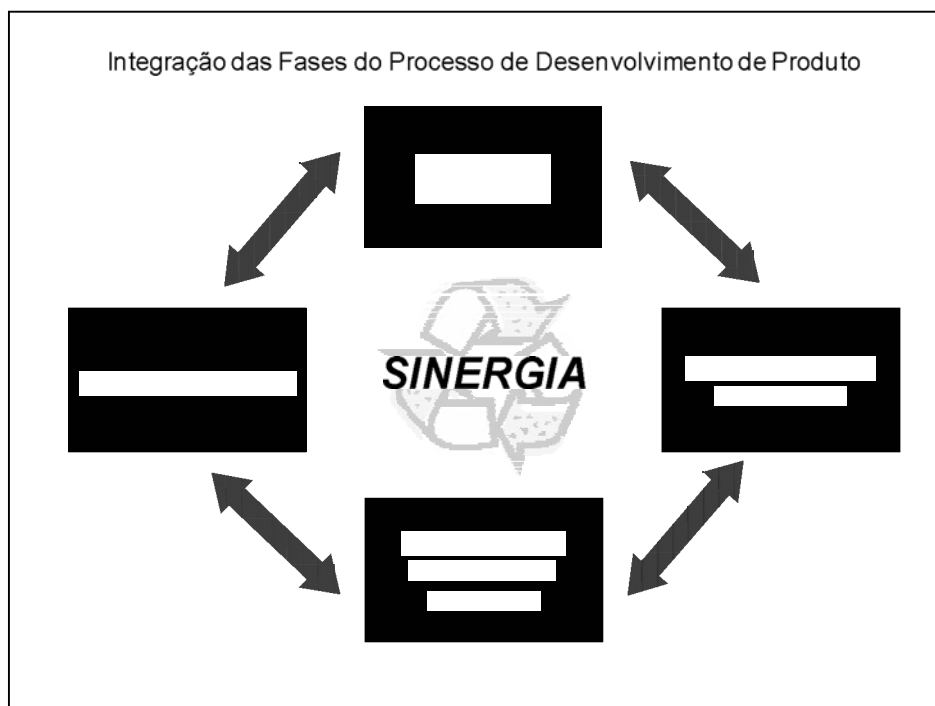 Integração das Fases do Processo de Desenvolvimento de Produto
SINERGIA